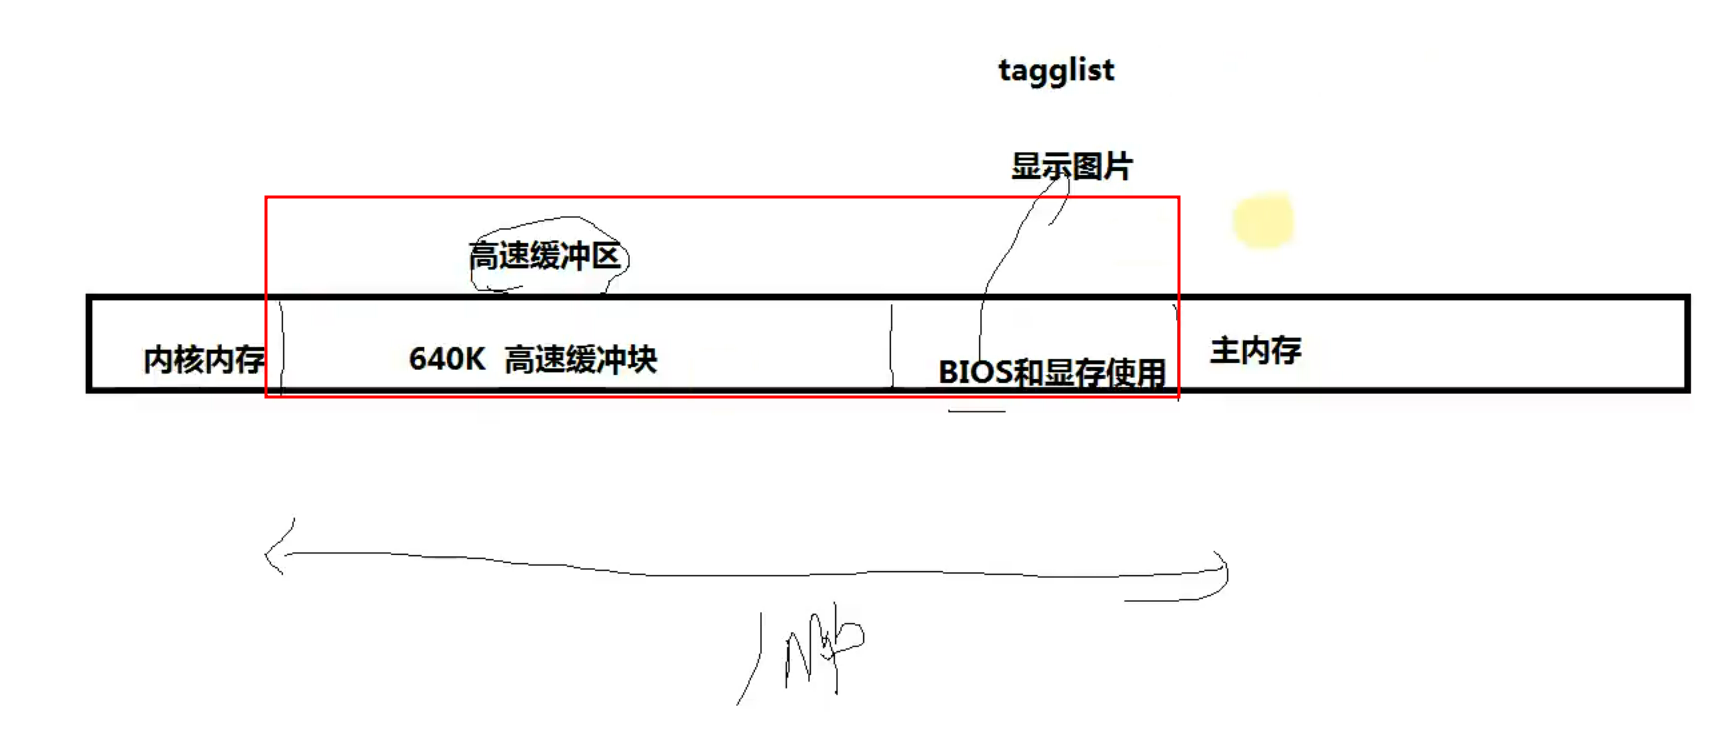 tagglist
显示图片
高速缓冲区
内核内存
640K 高速缓冲块
BIOS和显存使用
主内存